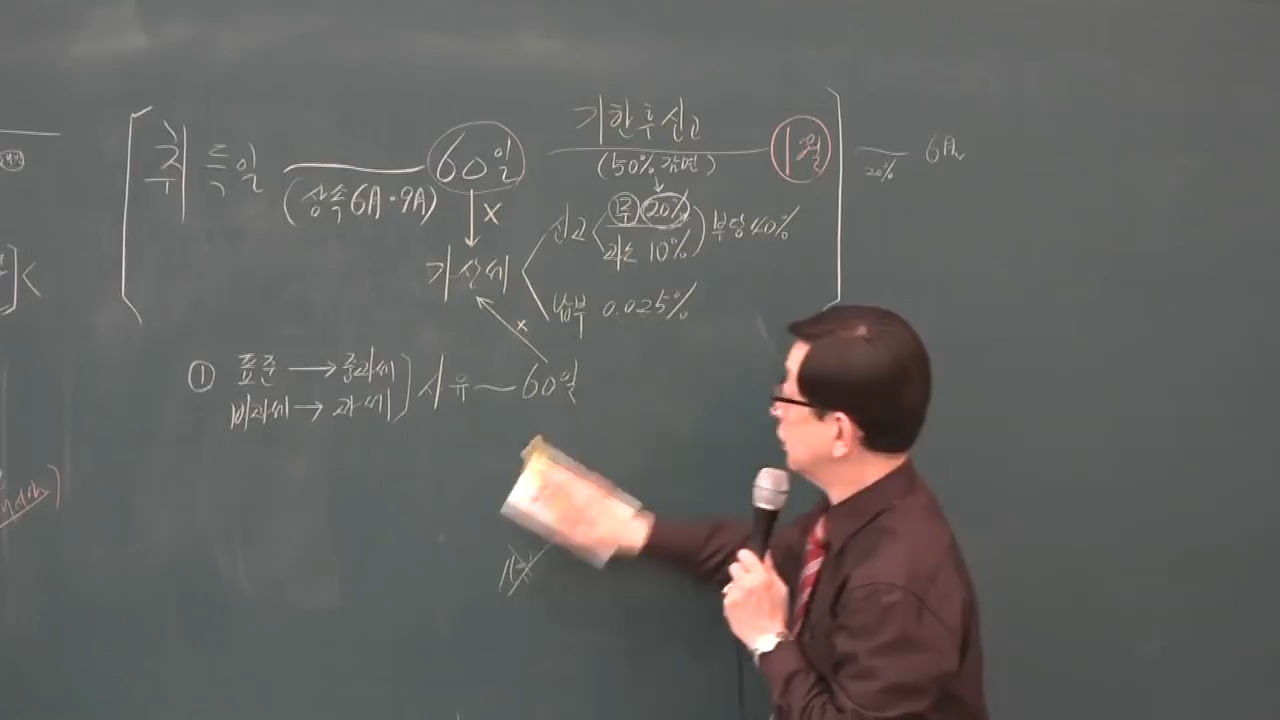 기한후신고
취득일 60일 1월 6月
(상속 6月·9月) (50% 감면) 20%
X
신고 무 20% 부당 40%
과소 10%
가산세
납부 0.025%
X
① 표준 → 중과세
비과세 → 과세
사유 ~ 60일